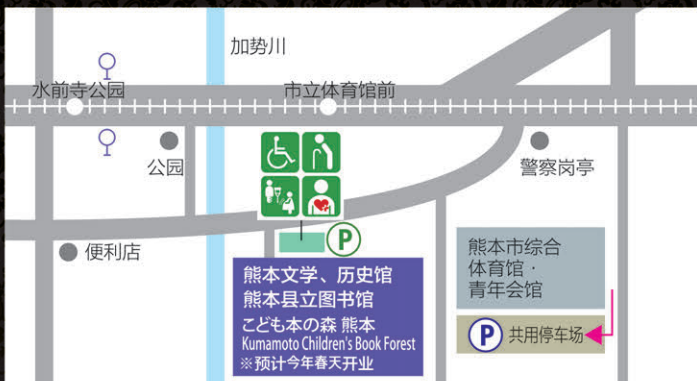 加势川
水前寺公园
市立体育馆前
公园
警察岗亭
便利店
P
熊本文学、历史馆
熊本县立图书馆
こども本の森 熊本
Kumamoto Children's Book Forest
※预计今年春天开业
熊本市综合
体育馆・
青年会馆
P 共用停车场